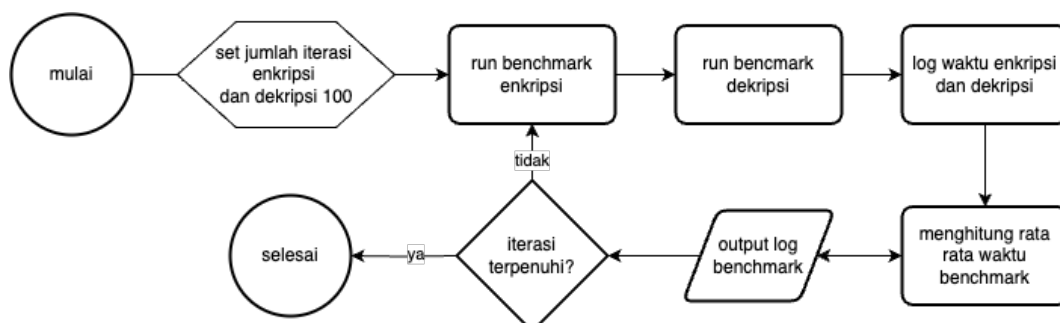 mulai
set jumlah iterasi
enkripsi
dan dekripsi 100
run benchmark
enkripsi
run bencmark
dekripsi
log waktu enkripsi
dan dekripsi
tidak
selesai
ya
iterasi
terpenuhi?
output log
benchmark
menghitung rata
rata waktu
benchmark